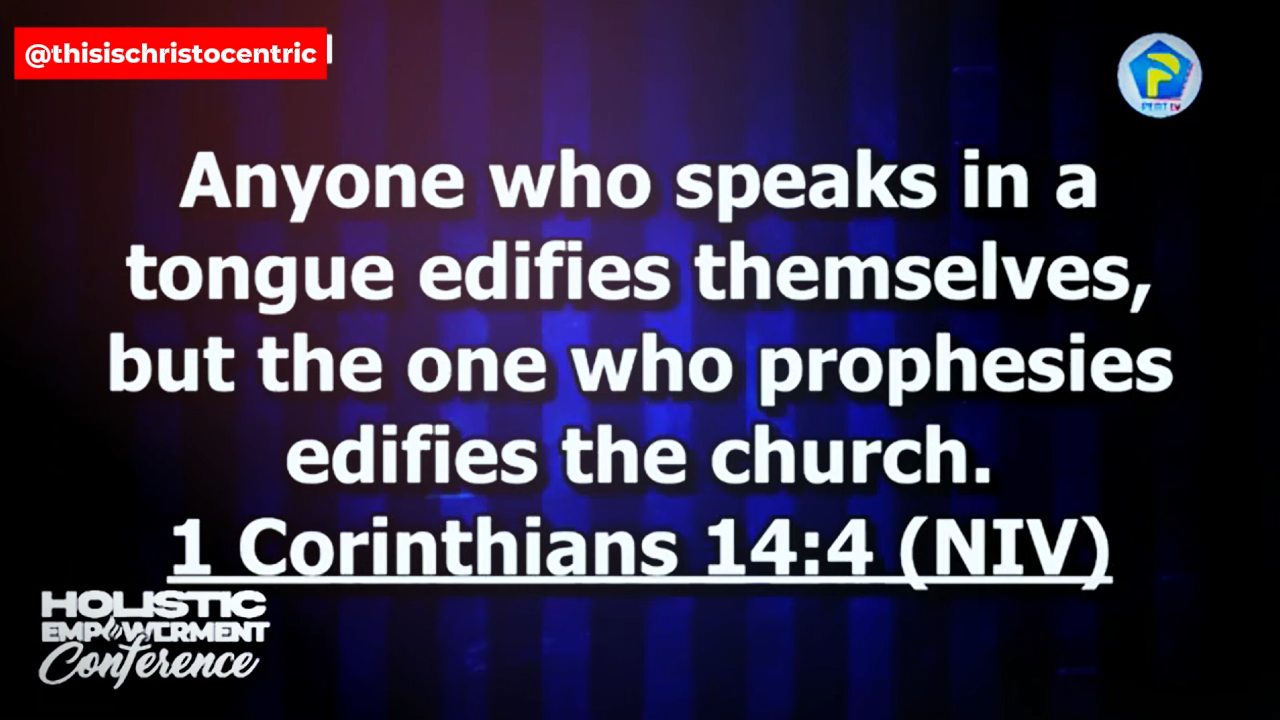 @thisischristocentric
Anyone who speaks in a
tongue edifies themselves,
but the one who prophesies
edifies the church.
1 Corinthians 14:4 (NIV)
HOLISTIC
EMPOWERMENT
Conference